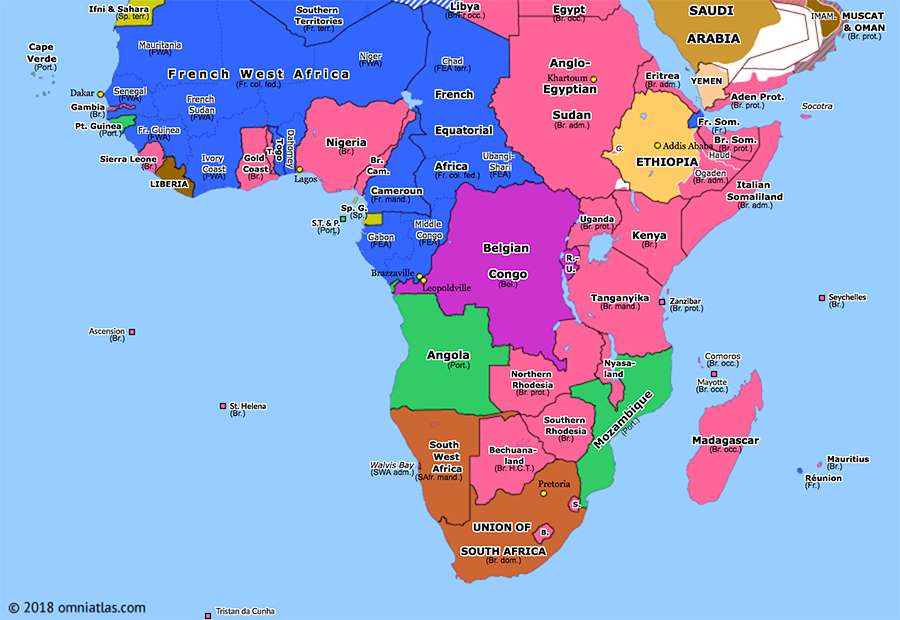 Ifni & Sahara
(Sp. terr.)
Southern
Territories
(Fr. terr.)
Libya
(Br./Fr. occ.)
Egypt
(Br. occ.)
SAUDI
ARABIA
IMAM.
MUSCAT
& OMAN
(Br. prot.)
Cape
Verde
(Port.)
Mauritania
(FWA)
Niger
(FWA)
Chad
(FEA terr.)
French West Africa
(Fr. col. fed.)
Anglo-
Egyptian
Sudan
(Br. adm.)
Khartoum
Eritrea
(Br. adm.)
YEMEN
Aden Prot.
(Br. prot.)
Socotra
Dakar
Senegal
(FWA)
Gambia
(Br.)
Pt. Guinea
(Port.)
French
Sudan
(FWA)
Fr. Guinea
(FWA)
Sierra Leone
(Br.)
LIBERIA
Ivory
Coast
(FWA)
Gold
Coast
(Br.)
T.
Togo
Dahomey
Nigeria
(Br.)
Lagos
Br.
Cam.
French
Equatorial
Africa
(Fr. col. fed.)
Ubangi-
Shari
(FEA)
Cameroun
(Fr. mand.)
Fr. Som.
(Fr.)
Addis Ababa
G.
ETHIOPIA
Br. Som.
(Br. prot.)
Haud
Ogaden
(Br. adm.)
Italian
Somaliland
(Br. adm.)
Sp. G.
(Sp.)
S.T. & P.
(Port.)
Gabon
(FEA)
Middle
Congo
(FEA)
Brazzaville
Leopoldville
Belgian
Congo
(Bel.)
Uganda
(Br. prot.)
Kenya
(Br.)
R.-
U.
Tanganyika
(Br. mand.)
Zanzibar
(Br. prot.)
Seychelles
(Br.)
Ascension
(Br.)
Angola
(Port.)
Northern
Rhodesia
(Br. prot.)
Nyasa-
land
Comoros
(Br. occ.)
Mayotte
(Br. occ.)
St. Helena
(Br.)
Southern
Rhodesia
(Br.)
Mozambique
(Port.)
Madagascar
(Br. occ.)
Mauritius
(Br.)
Réunion
(Fr.)
South
West
Africa
(SAfr. mand.)
Walvis Bay
(SWA adm.)
Bechuana-
land
(Br. H.C.T.)
Pretoria
S.
B.
UNION OF
SOUTH AFRICA
(Br. dom.)
© 2018 omniatlas.com
Tristan da Cunha